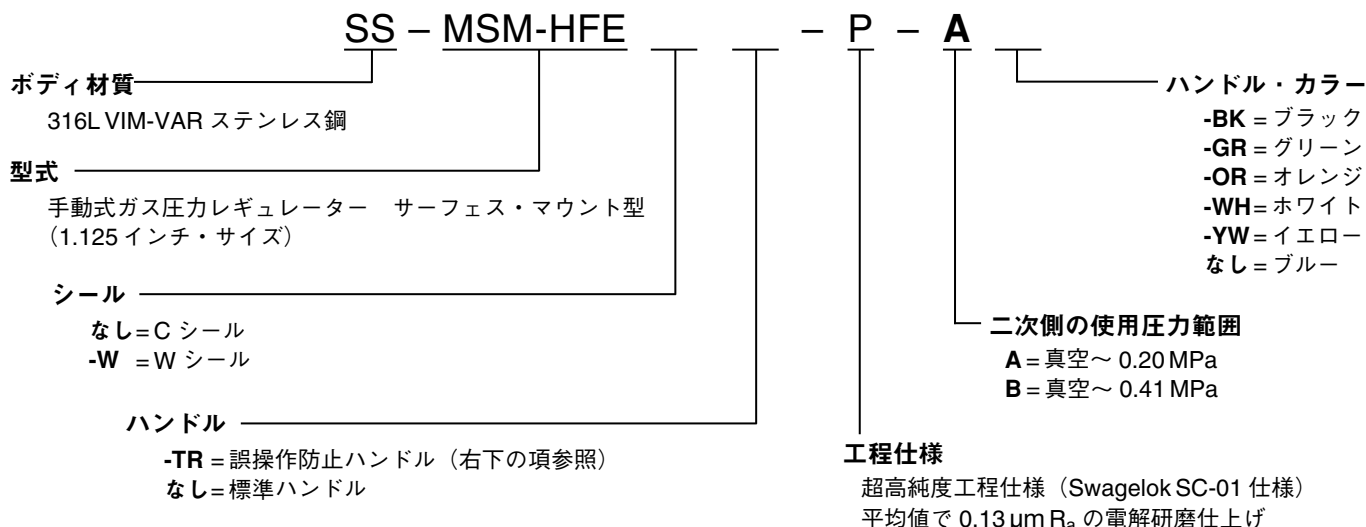 SS – MSM-HFE – P – A
ボディ材質
316L VIM-VAR ステンレス鋼
型式
手動式ガス圧力レギュレーター　サーフェス・マウント型
（1.125 インチ・サイズ）
シール
なし=C シール
-W =W シール
ハンドル
-TR =誤操作防止ハンドル（右下の項参照）
なし=標準ハンドル
ハンドル・カラー
-BK = ブラック
-GR = グリーン
-OR = オレンジ
-WH= ホワイト
-YW = イエロー
なし = ブルー
二次側の使用圧力範囲
A = 真空～ 0.20 MPa
B = 真空～ 0.41 MPa
工程仕様
超高純度工程仕様（Swagelok SC-01 仕様）
平均値で 0.13 µm Ra の電解研磨仕上げ